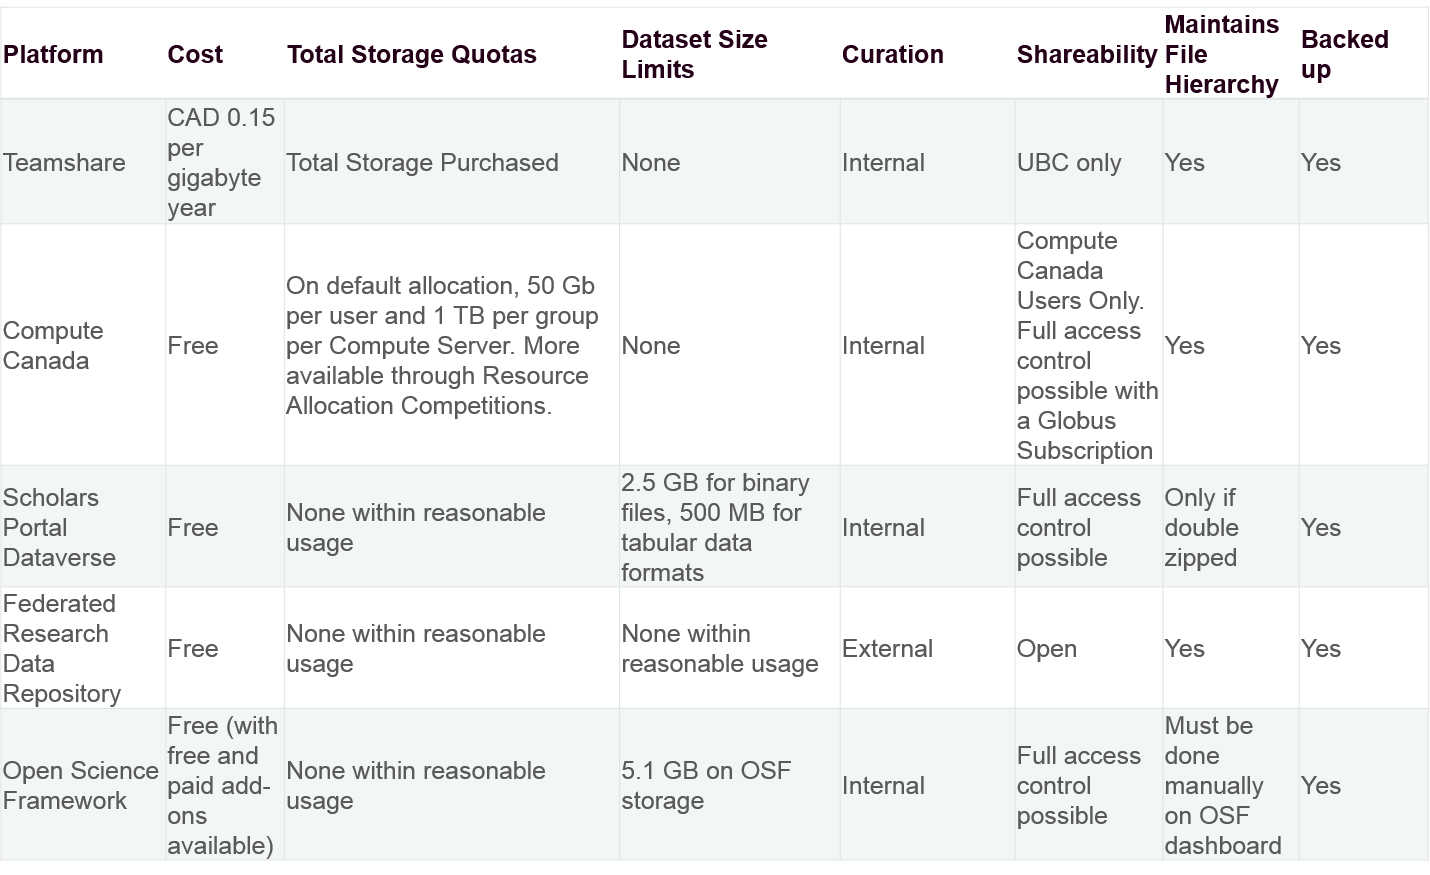 Platform
Cost
Total Storage Quotas
Dataset Size
Limits
Curation
Shareability
Maintains
File
Hierarchy
Backed
up
Teamshare
CAD 0.15
per
gigabyte
year
Total Storage Purchased
None
Internal
UBC only
Yes
Yes
Compute
Canada
Free
On default allocation, 50 Gb
per user and 1 TB per group
per Compute Server. More
available through Resource
Allocation Competitions.
None
Internal
Compute
Canada
Users Only.
Full access
control
possible with
a Globus
Subscription
Yes
Yes
Scholars
Portal
Dataverse
Free
None within reasonable
usage
2.5 GB for binary
files, 500 MB for
tabular data
formats
Internal
Full access
control
possible
Only if
double
zipped
Yes
Federated
Research
Data
Repository
Free
None within reasonable
usage
None within
reasonable usage
External
Open
Yes
Yes
Open Science
Framework
Free (with
free and
paid add-
ons
available)
None within reasonable
usage
5.1 GB on OSF
storage
Internal
Full access
control
possible
Must be
done
manually
on OSF
dashboard
Yes